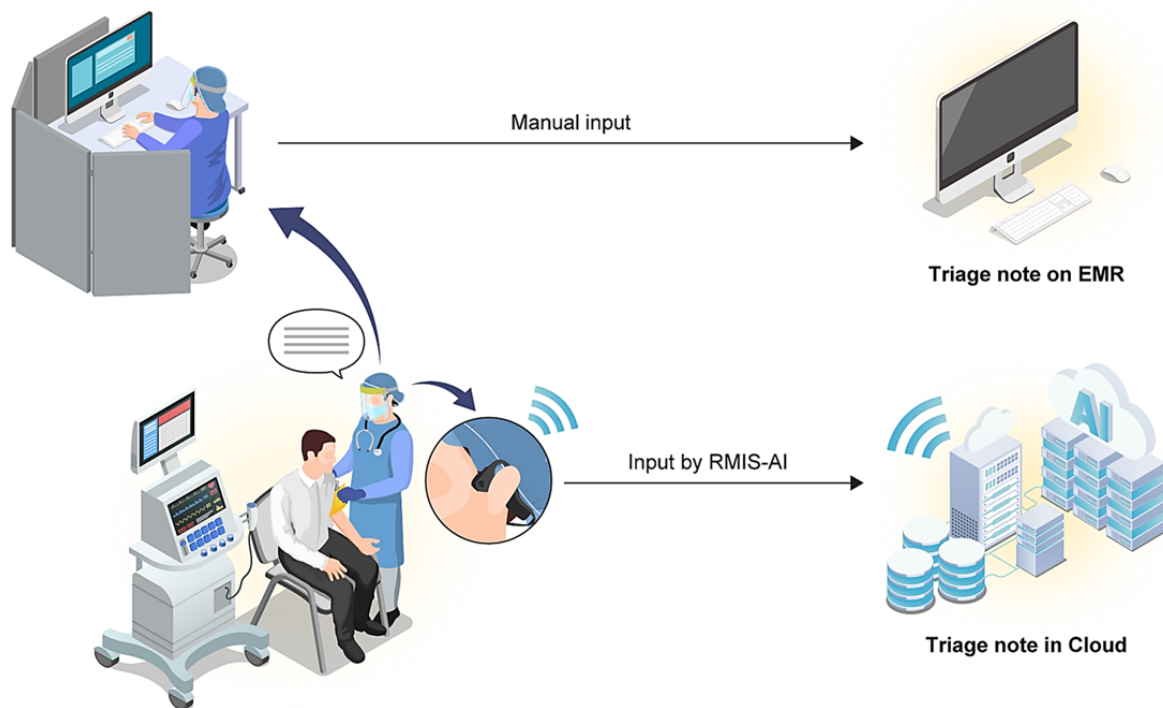 Manual input
Triage note on EMR
AI
Input by RMIS-AI
Triage note in Cloud